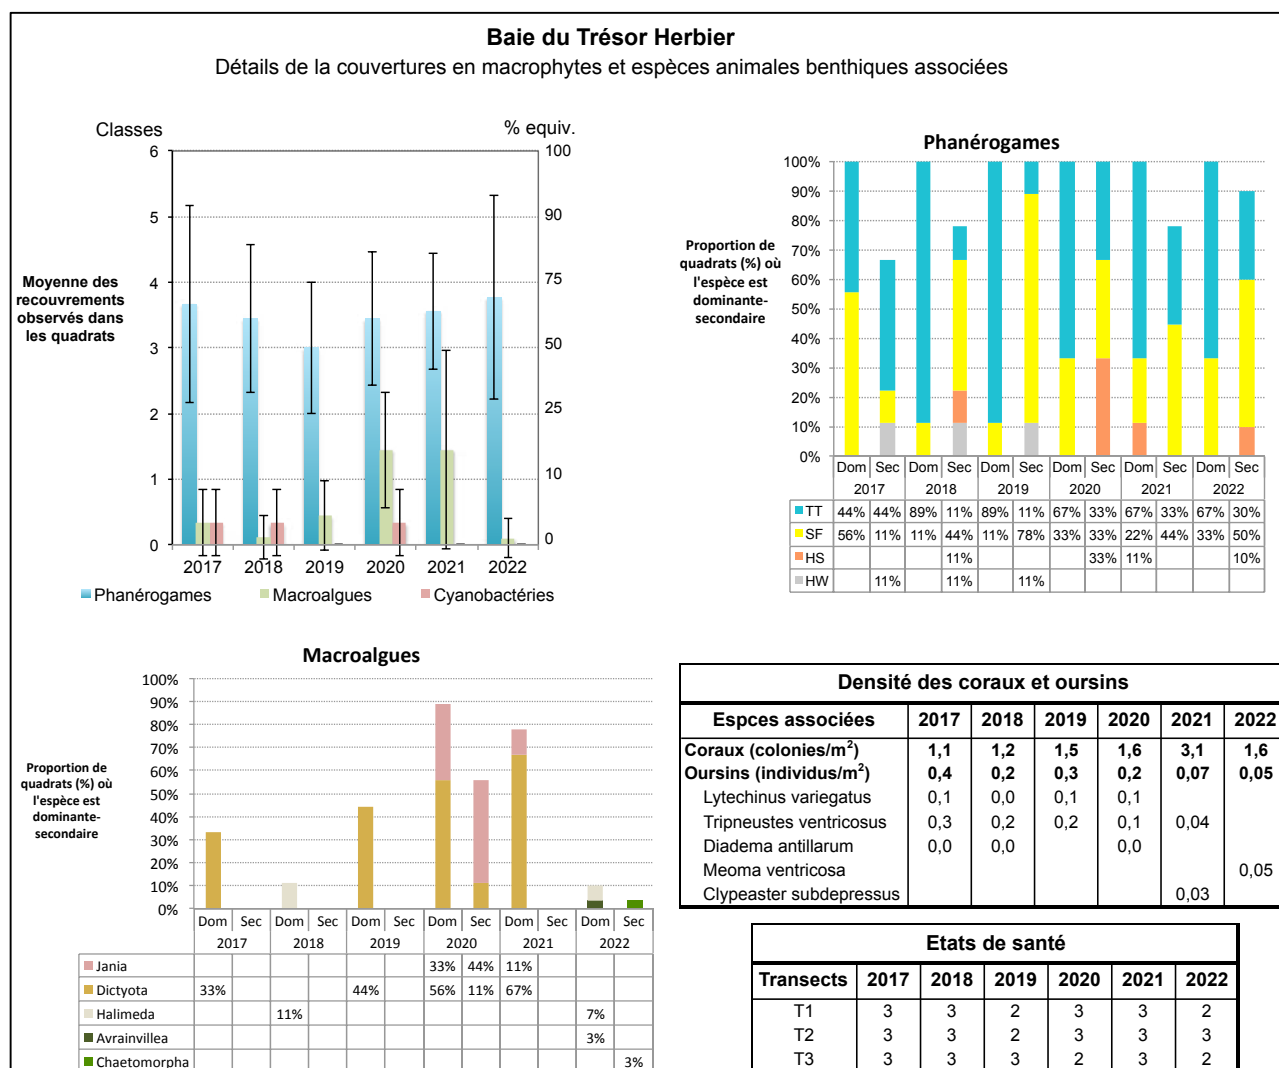 Baie du Trésor Herbier
Détails de la couvertures en macrophytes et espèces animales benthiques associées
Classes
% equiv.
Moyenne des
recouvrements
observés dans
les quadrats
6
5
4
3
2
1
0
100
90
75
50
25
10
0
2017 2018 2019 2020 2021 2022
Phanérogames Macroalgues Cyanobactéries
Phanérogames
Proportion de
quadrats (%) où
l'espèce est
dominante-
secondaire
100%
90%
80%
70%
60%
50%
40%
30%
20%
10%
0%
Dom Sec Dom Sec Dom Sec Dom Sec Dom Sec Dom Sec
2017 2018 2019 2020 2021 2022
TT 44% 44% 89% 11% 89% 11% 67% 33% 67% 33% 67% 30%
SF 56% 11% 11% 44% 11% 78% 33% 33% 22% 44% 33% 50%
HS 11% 33% 11% 10%
HW 11% 11% 11%
Macroalgues
Proportion de
quadrats (%) où
l'espèce est
dominante-
secondaire
100%
90%
80%
70%
60%
50%
40%
30%
20%
10%
0%
Dom Sec Dom Sec Dom Sec Dom Sec Dom Sec Dom Sec
2017 2018 2019 2020 2021 2022
Jania 33% 44% 11%
Dictyota 33% 44% 56% 11% 67%
Halimeda 11% 7%
Avrainvillea 3%
Chaetomorpha 3%
Densité des coraux et oursins
Espces associées 2017 2018 2019 2020 2021 2022
Coraux (colonies/m²) 1,1 1,2 1,5 1,6 3,1 1,6
Oursins (individus/m²) 0,4 0,2 0,3 0,2 0,07 0,05
Lytechinus variegatus 0,1 0,0 0,1 0,1
Tripneustes ventricosus 0,3 0,2 0,2 0,1 0,04
Diadema antillarum 0,0 0,0 0,0
Meoma ventricosa 0,05
Clypeaster subdepressus 0,03
Etats de santé
Transects 2017 2018 2019 2020 2021 2022
T1 3 3 2 3 3 2
T2 3 3 2 3 3 3
T3 3 3 3 2 3 2